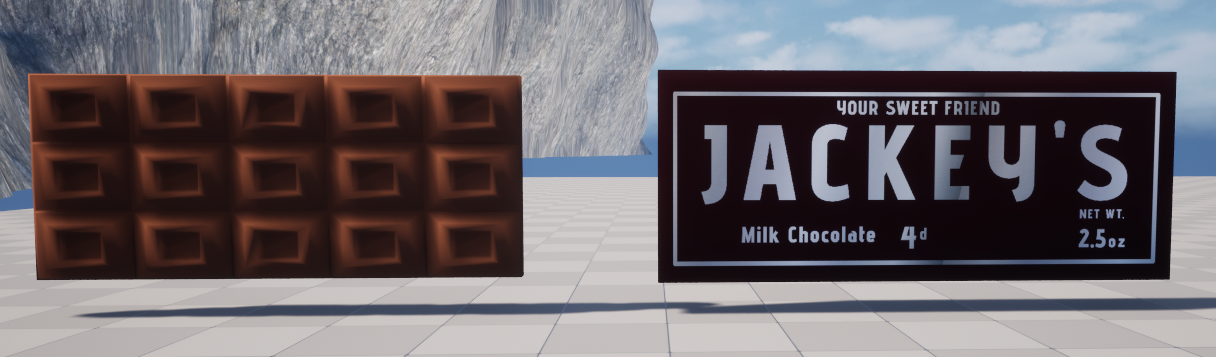 YOUR SWEET FRIEND
JACKEY'S
NET WT.
Milk Chocolate 4d 2.5oz